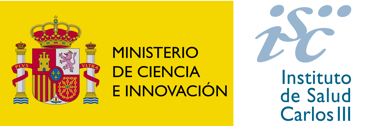 MINISTERIO
DE CIENCIA
E INNOVACIÓN
isc
Instituto
de Salud
Carlos III